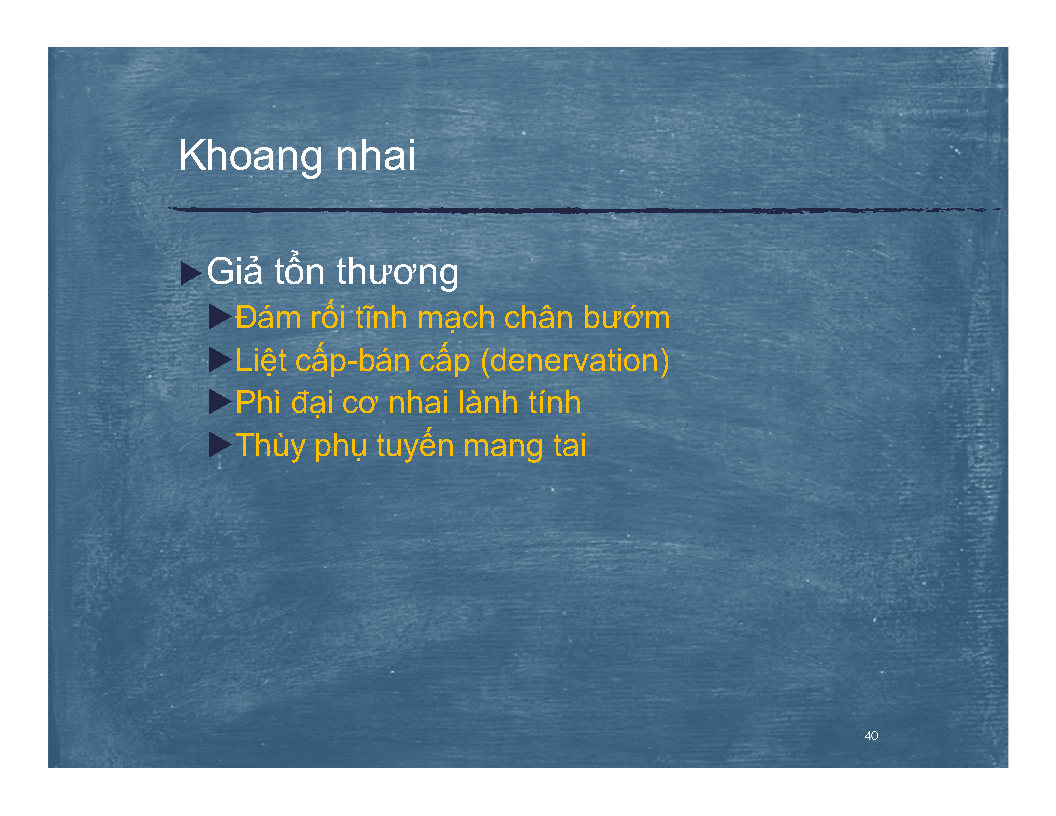 Khoang nhai
Giả tổn thương
Đám rối tĩnh mạch chân bướm
Liệt cấp-bán cấp (denervation)
Phì đại cơ nhai lành tính
Thùy phụ tuyến mang tai
40